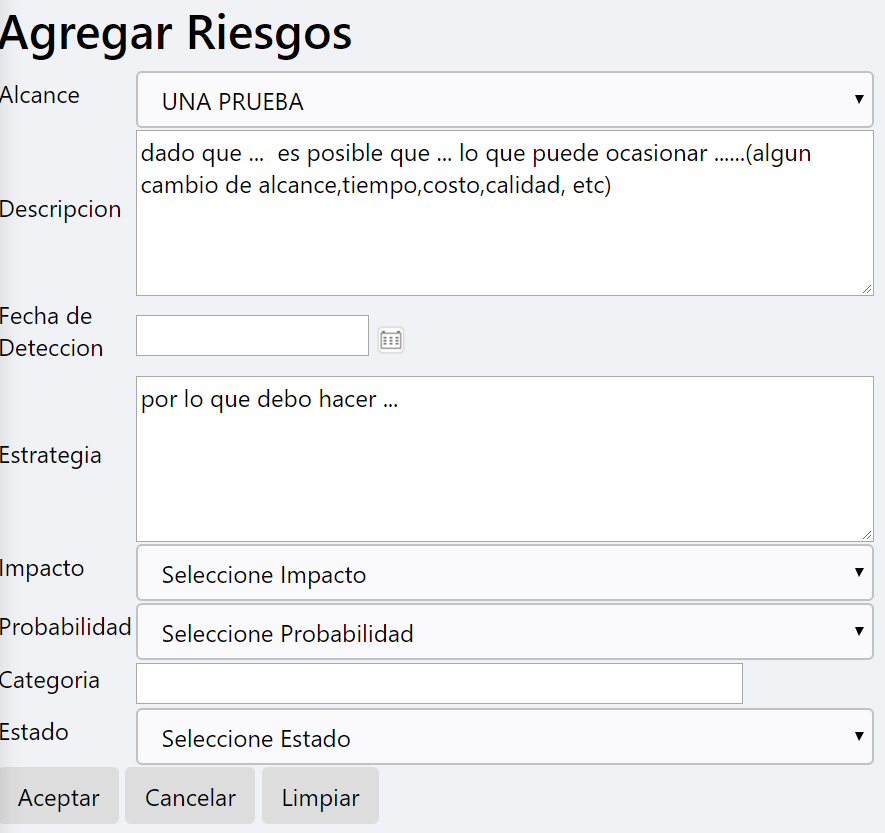 Agregar Riesgos
Alcance
UNA PRUEBA
Descripcion
dado que ...  es posible que ... lo que puede ocasionar ......(algun
cambio de alcance,tiempo,costo,calidad, etc)
Fecha de
Deteccion
Estrategia
por lo que debo hacer ...
Impacto
Seleccione Impacto
Probabilidad
Seleccione Probabilidad
Categoria
Estado
Seleccione Estado
Aceptar
Cancelar
Limpiar